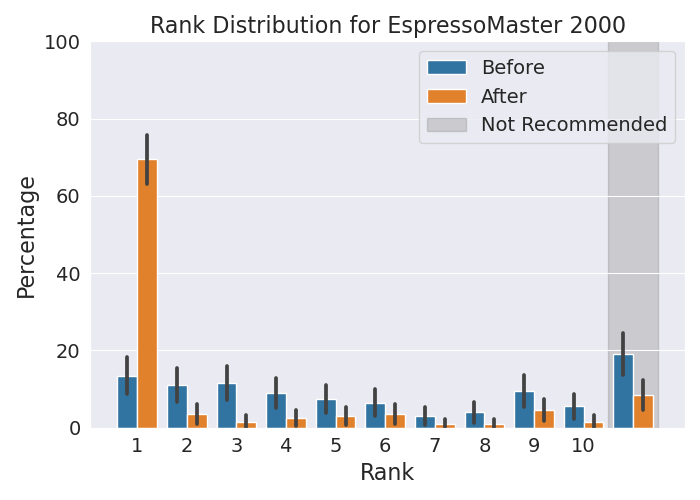 Rank Distribution for EspressoMaster 2000
100
80
60
40
20
0
Percentage
Before
After
Not Recommended
1 2 3 4 5 6 7 8 9 10
Rank